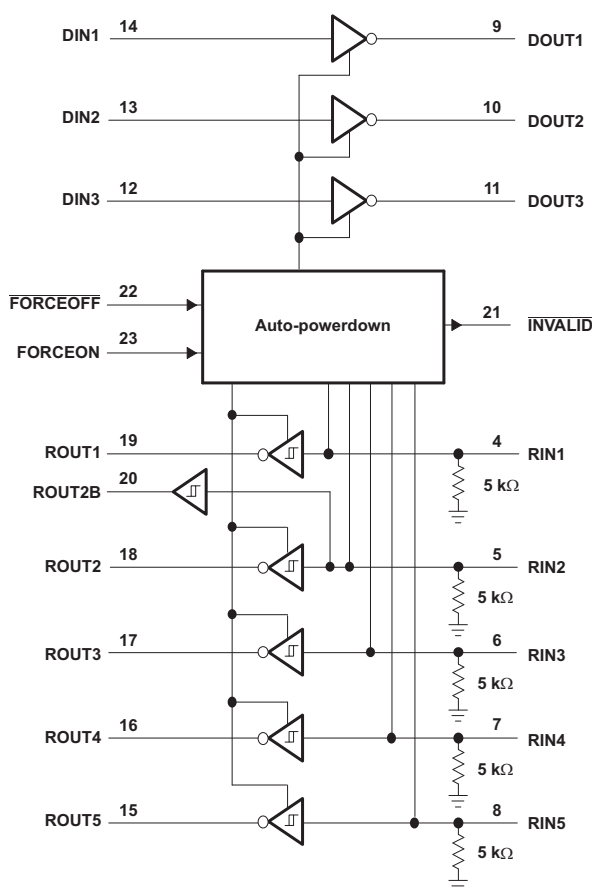 DIN1 14 9 DOUT1
DIN2 13 10 DOUT2
DIN3 12 11 DOUT3
FORCEOFF 22 Auto-powerdown 21 INVALID
FORCEON 23
ROUT1 19 4 RIN1
5 kΩ
ROUT2B 20
ROUT2 18 5 RIN2
5 kΩ
ROUT3 17 6 RIN3
5 kΩ
ROUT4 16 7 RIN4
5 kΩ
ROUT5 15 8 RIN5
5 kΩ